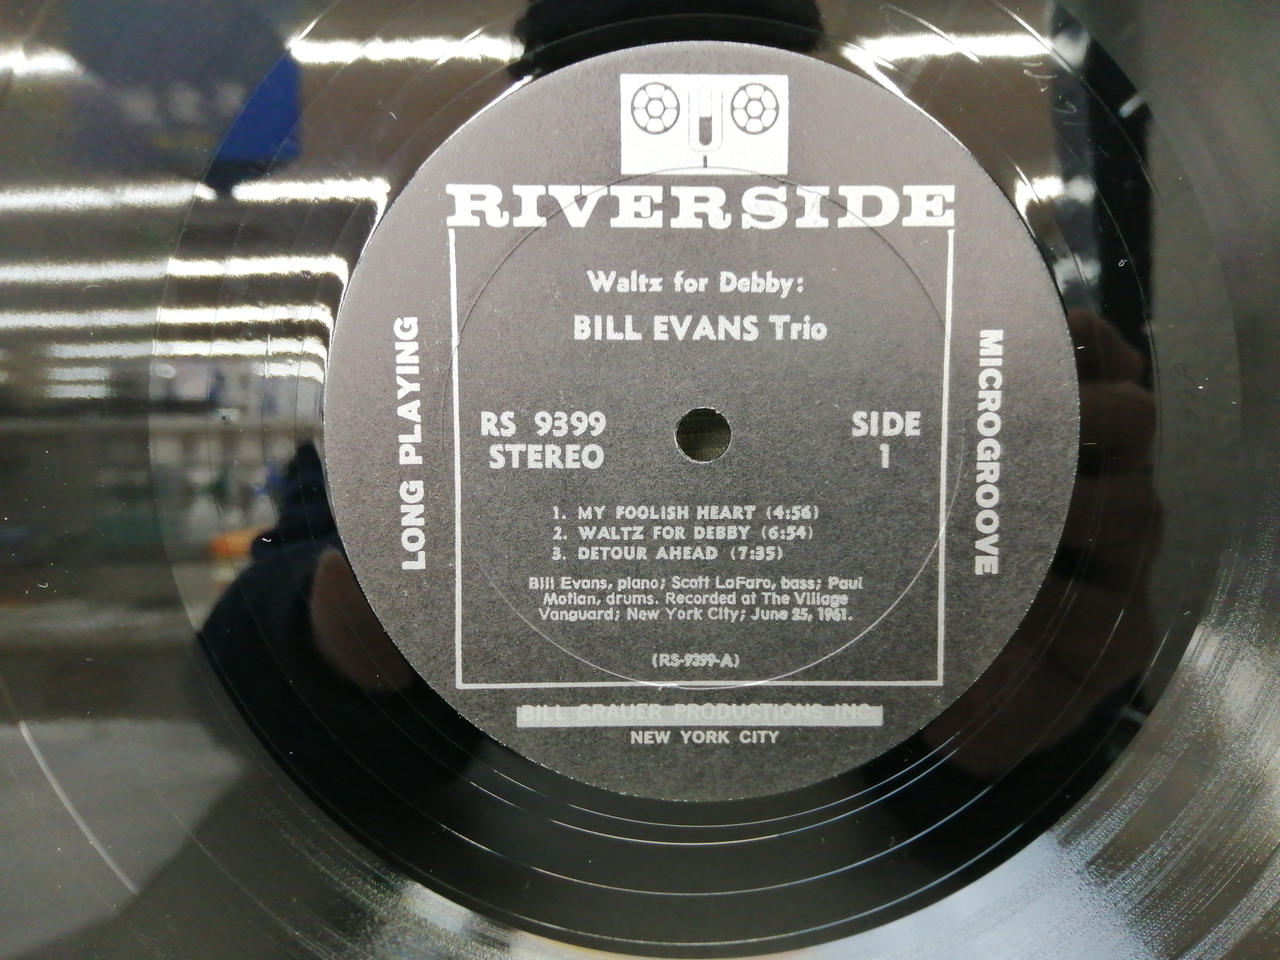 RIVERSIDE
Waltz for Debby:
BILL EVANS Trio
LONG PLAYING
MICROGROOVE
RS 9399
STEREO
SIDE
1
1. MY FOOLISH HEART (4:56)
2. WALTZ FOR DEBBY (6:54)
3. DETOUR AHEAD (7:35)
Bill Evans, piano; Scott LaFaro, bass; Paul
Motian, drums. Recorded at The Village
Vanguard; New York City; June 25, 1961.
(RS-9399-A)
BILL GRAUER PRODUCTIONS INC.
NEW YORK CITY